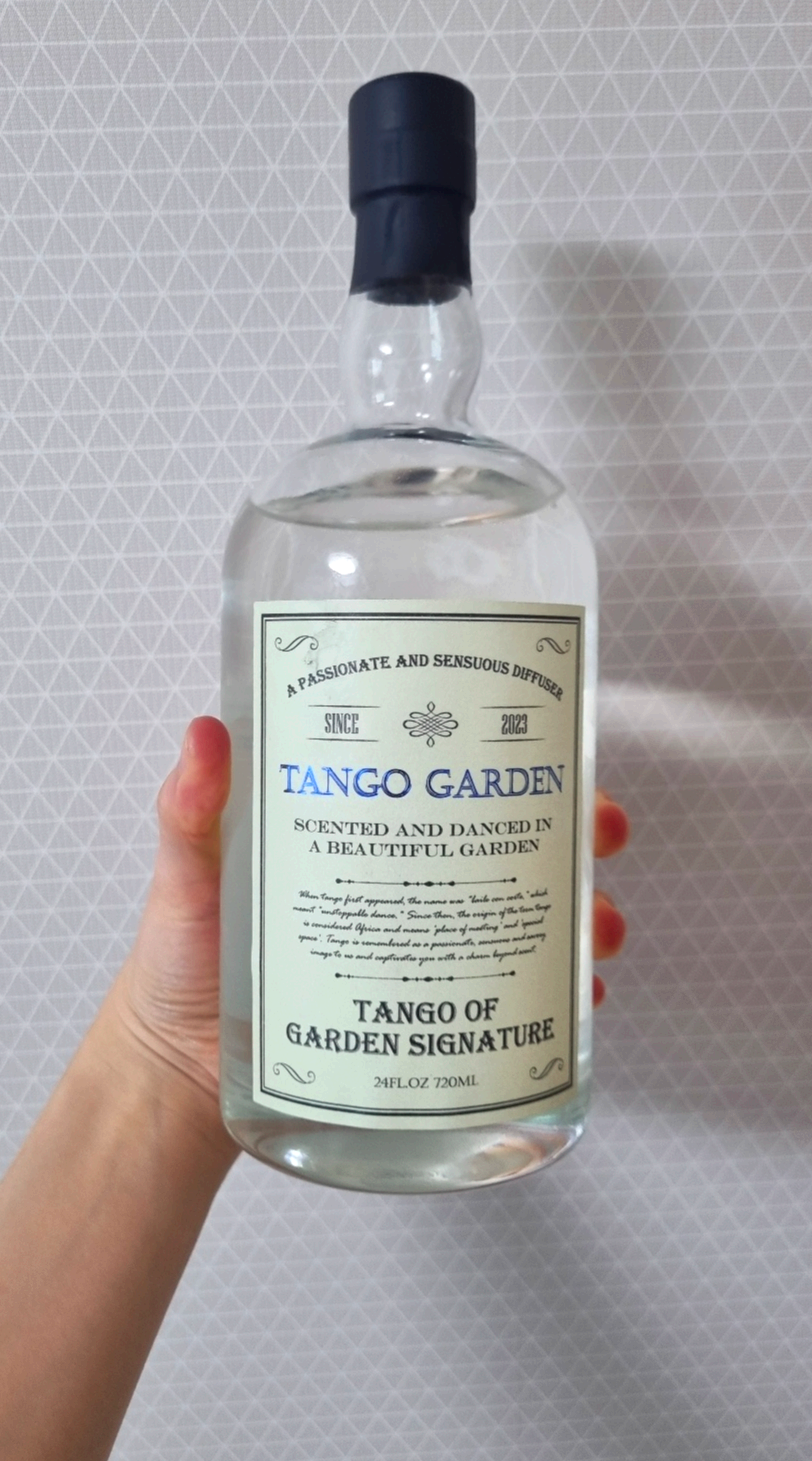 A PASSIONATE AND SENSUOUS DIFFUSER
SINCE 2023
TANGO GARDEN
SCENTED AND DANCED IN
A BEAUTIFUL GARDEN
When tango first appeared, the name was "baile con corte," which
meant "unstoppable dance." Since then, the origin of the term tango
is considered Africa and means 'place of meeting' and 'special
space'. Tango is remembered as a passionate, sensuous and
image to us and captivates you with a charm beyond scent.
TANGO OF
GARDEN SIGNATURE
24FL.OZ 720ML